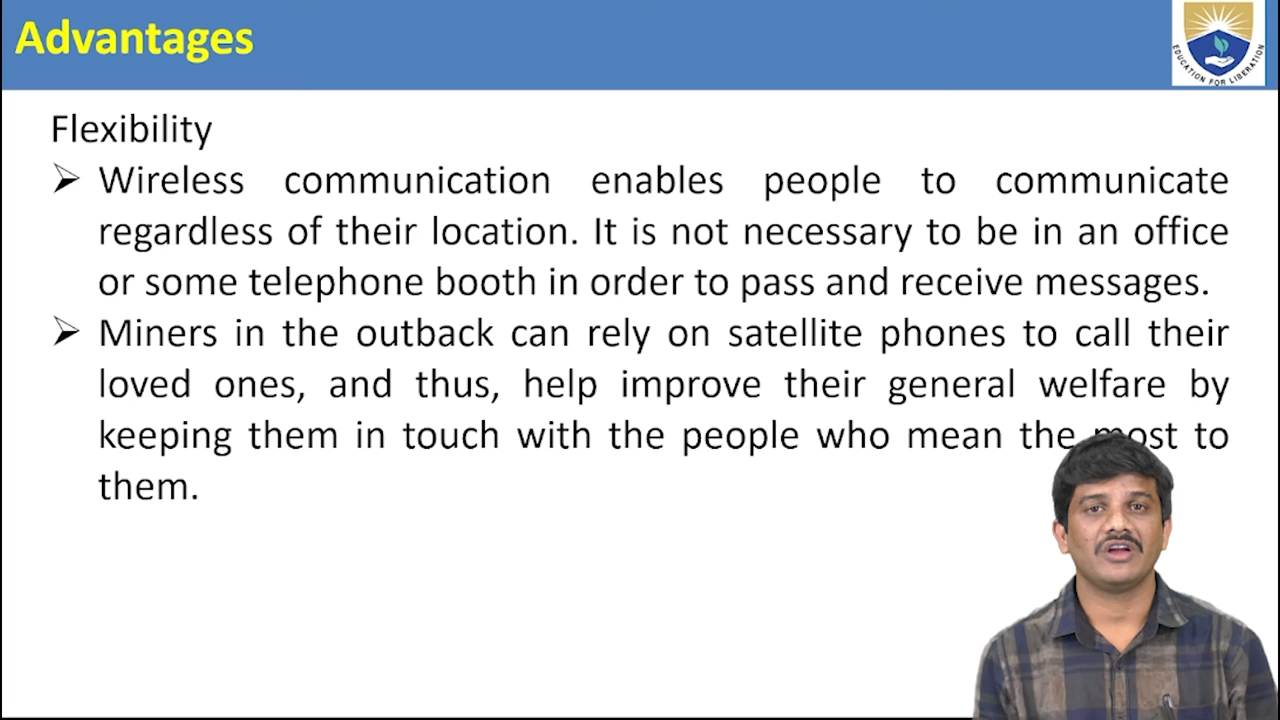 Advantages
EDUCATION FOR LIBERATION
Flexibility
➢ Wireless communication enables people to communicate
regardless of their location. It is not necessary to be in an office
or some telephone booth in order to pass and receive messages.
➢ Miners in the outback can rely on satellite phones to call their
loved ones, and thus, help improve their general welfare by
keeping them in touch with the people who mean the most to
them.